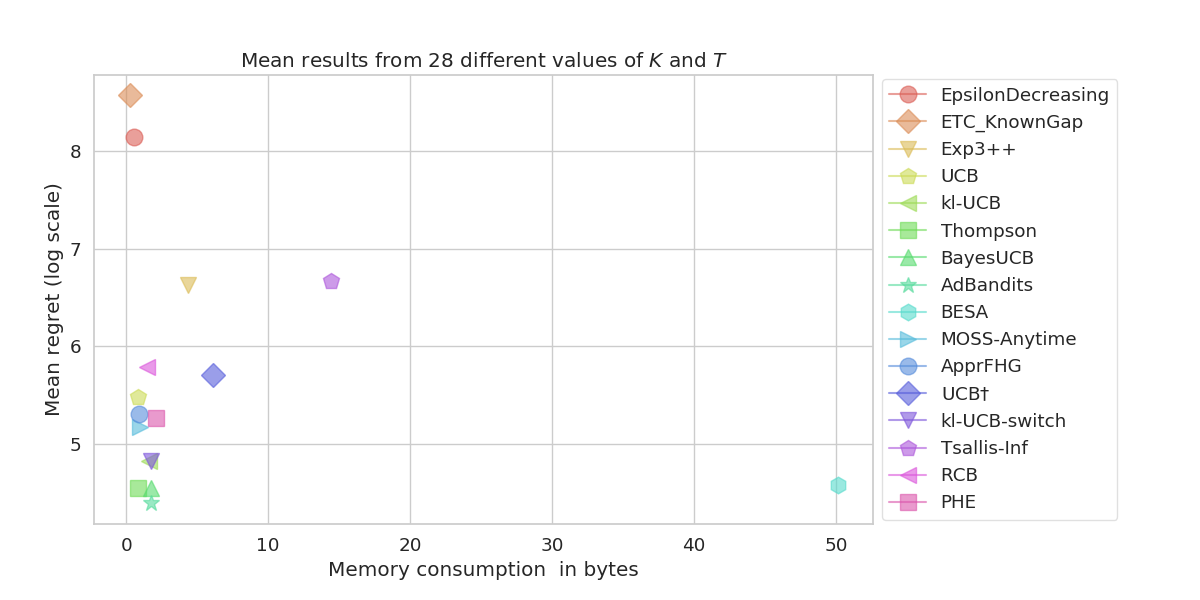 Mean results from 28 different values of K and T
Mean regret (log scale)
8
7
6
5
0 10 20 30 40 50
Memory consumption  in bytes
EpsilonDecreasing
ETC_KnownGap
Exp3++
UCB
kl-UCB
Thompson
BayesUCB
AdBandits
BESA
MOSS-Anytime
ApprFHG
UCB†
kl-UCB-switch
Tsallis-Inf
RCB
PHE